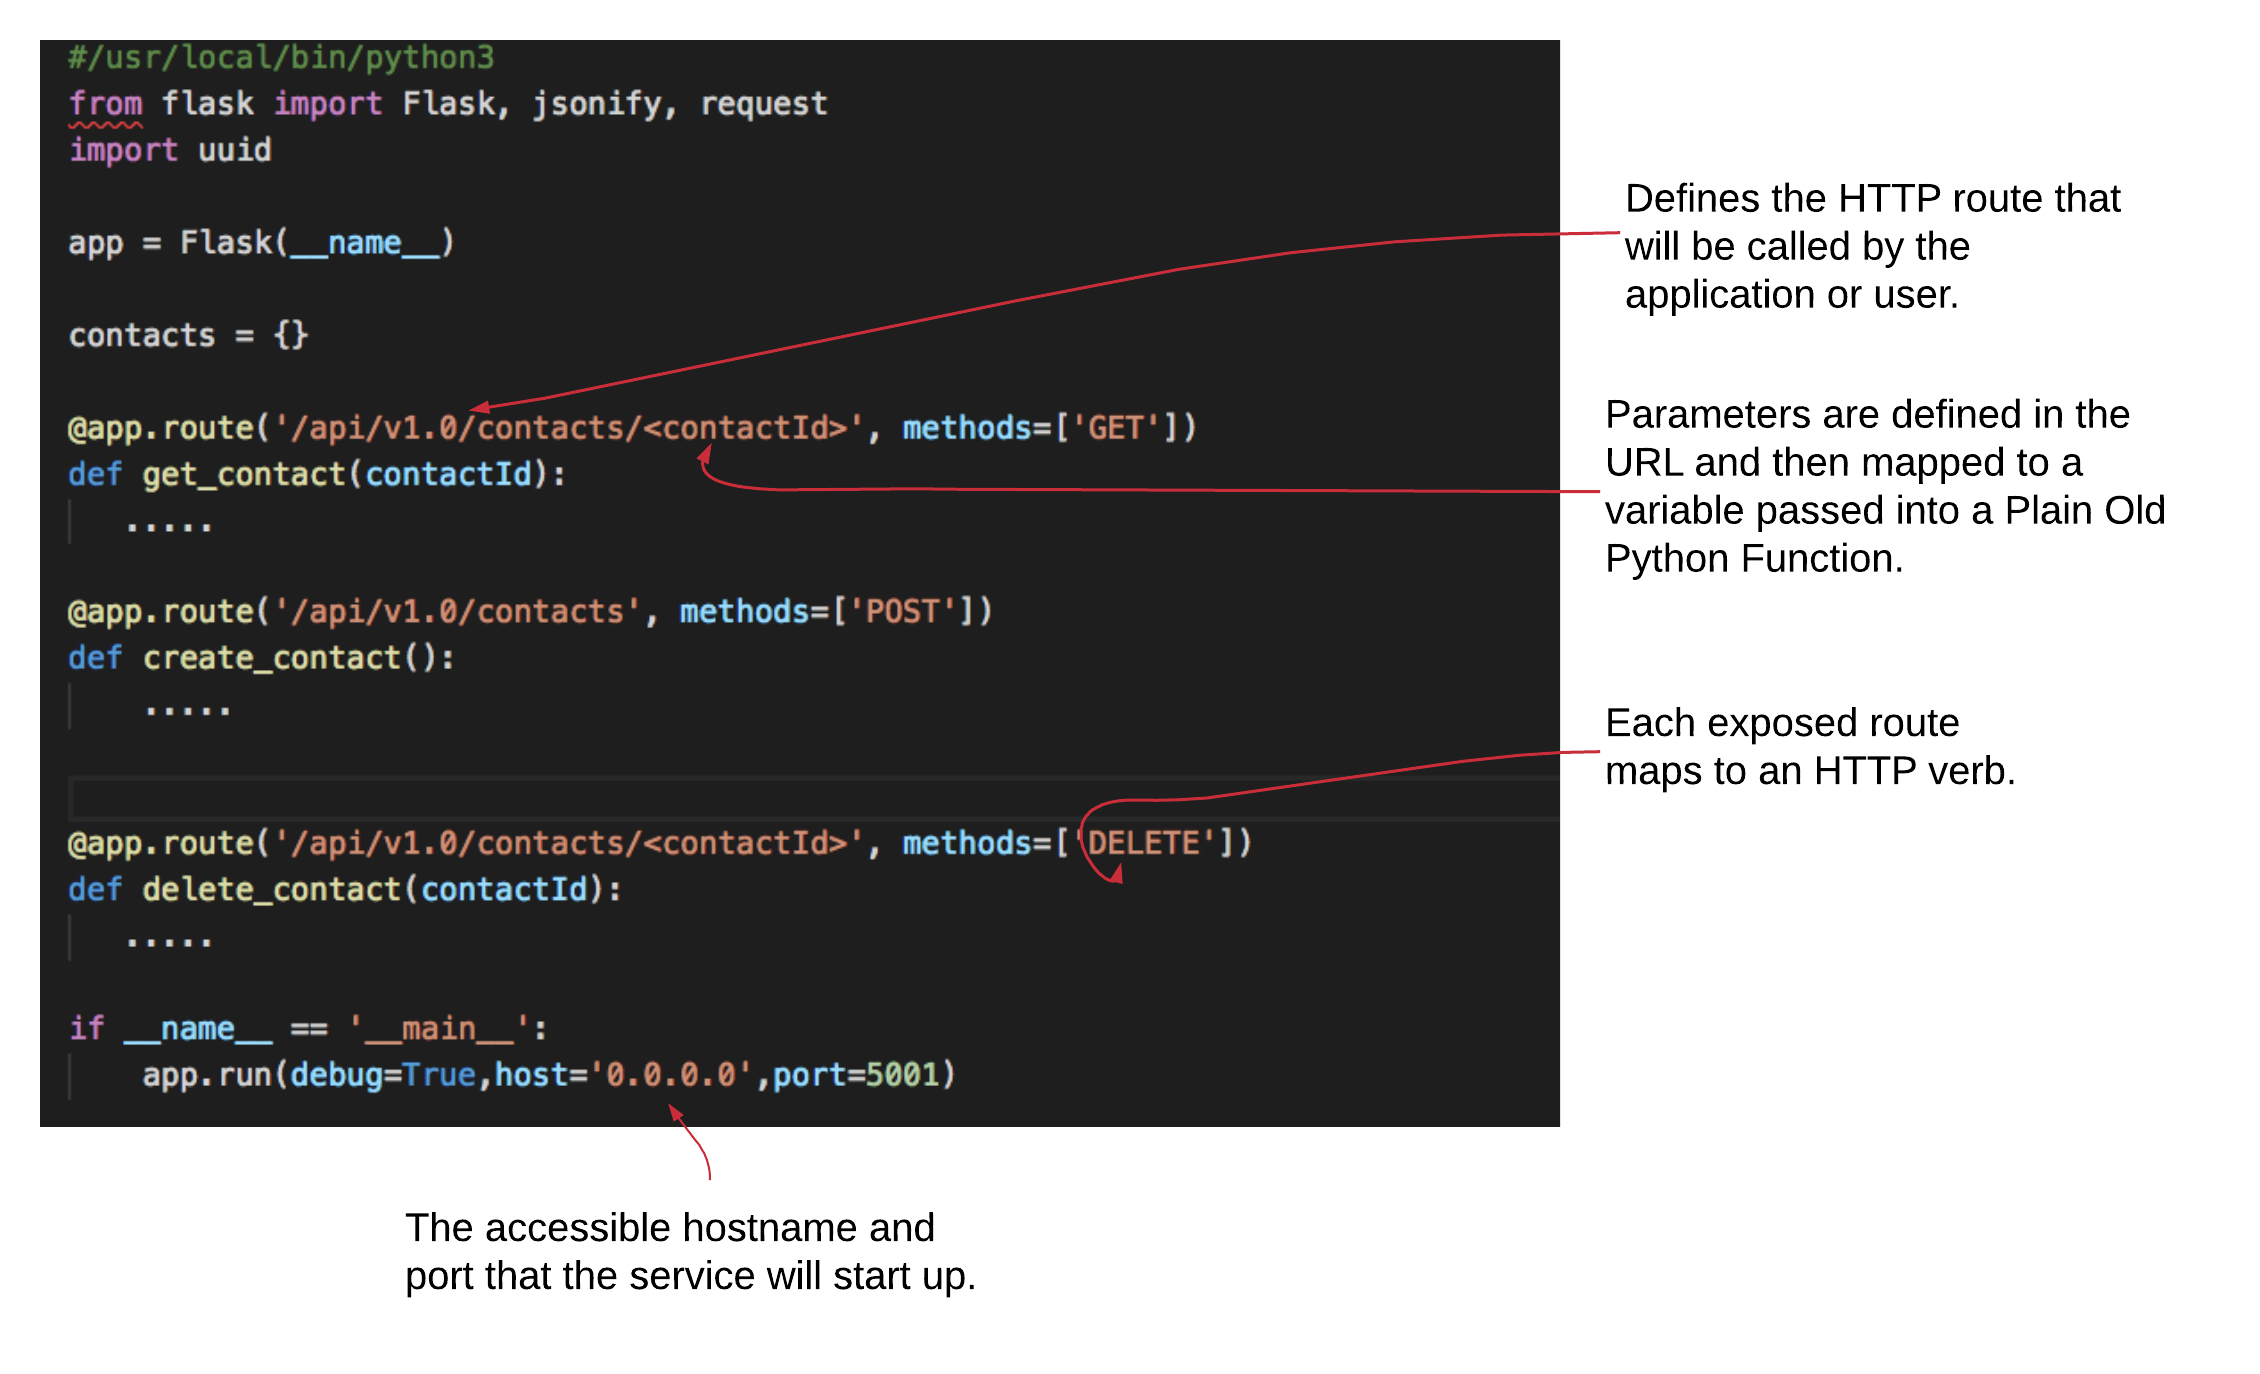 #/usr/local/bin/python3
from flask import Flask, jsonify, request
import uuid
app = Flask(__name__)
contacts = {}
@app.route('/api/v1.0/contacts/<contactId>', methods=['GET'])
def get_contact(contactId):
.....
@app.route('/api/v1.0/contacts', methods=['POST'])
def create_contact():
.....
@app.route('/api/v1.0/contacts/<contactId>', methods=['DELETE'])
def delete_contact(contactId):
.....
if __name__ == '__main__':
app.run(debug=True,host='0.0.0.0',port=5001)
Defines the HTTP route that
will be called by the
application or user.
Parameters are defined in the
URL and then mapped to a
variable passed into a Plain Old
Python Function.
Each exposed route
maps to an HTTP verb.
The accessible hostname and
port that the service will start up.